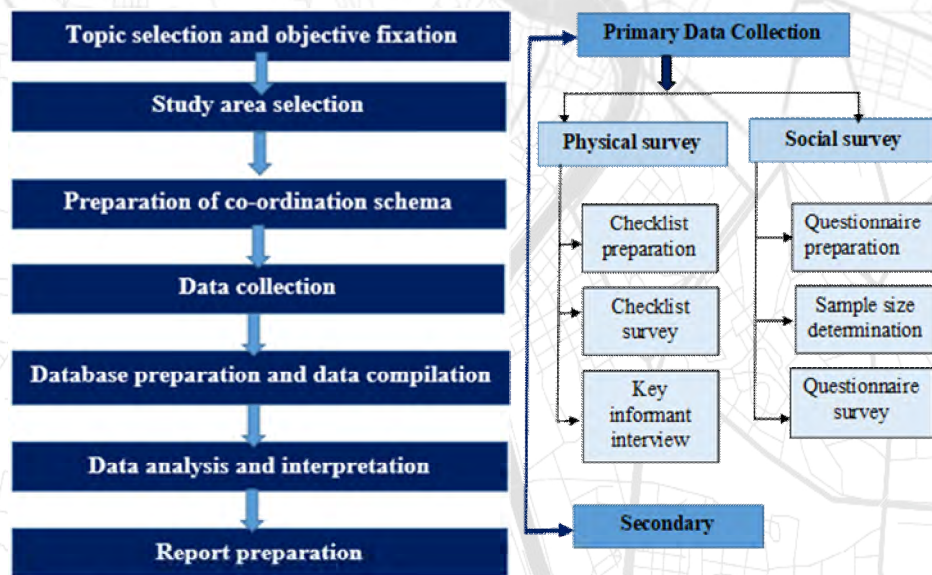 Topic selection and objective fixation
Study area selection
Preparation of co-ordination schema
Data collection
Database preparation and data compilation
Data analysis and interpretation
Report preparation
Primary Data Collection
Physical survey
Checklist
preparation
Checklist
survey
Key
informant
interview
Social survey
Questionnaire
preparation
Sample size
determination
Questionnaire
survey
Secondary